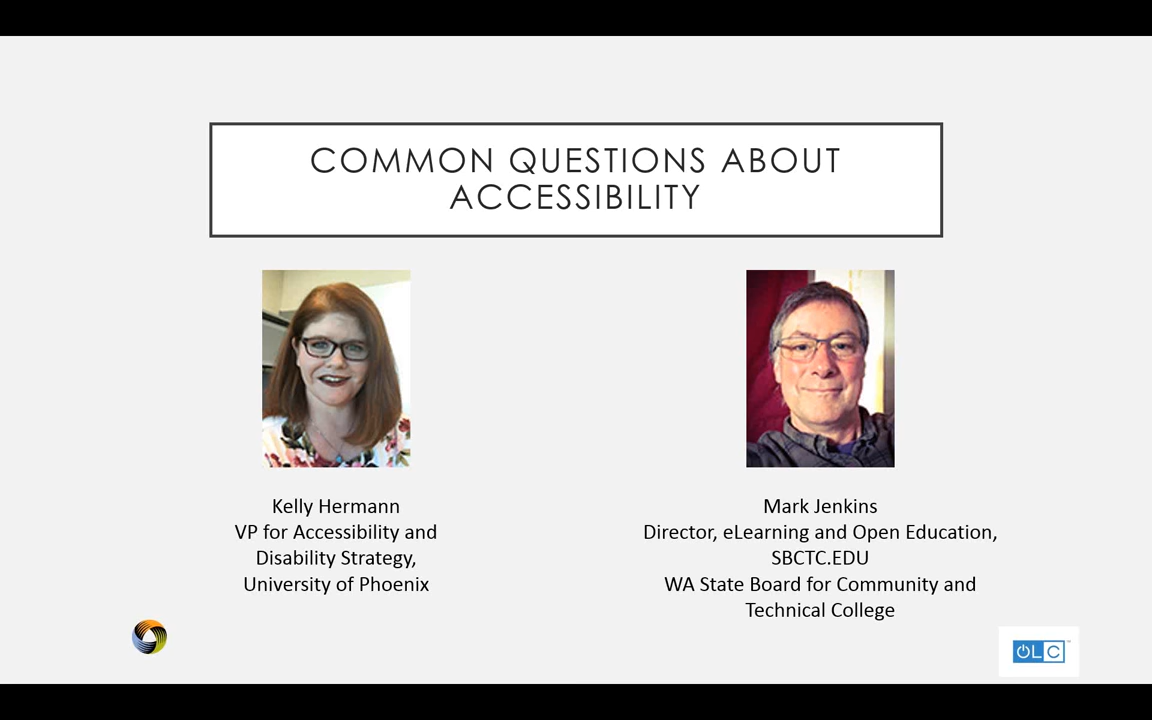 COMMON QUESTIONS ABOUT
ACCESSIBILITY
Kelly Hermann
VP for Accessibility and
Disability Strategy,
University of Phoenix
Mark Jenkins
Director, eLearning and Open Education,
SBCTC.EDU
WA State Board for Community and
Technical College
OLC™